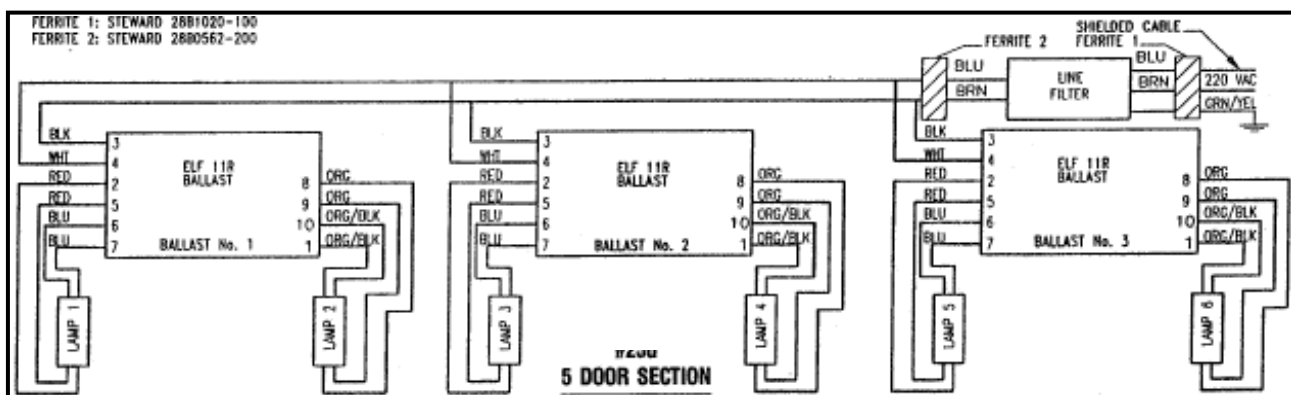 FERRITE 1: STEWARD 28B1020-100
FERRITE 2: STEWARD 28B0562-200
SHIELDED CABLE
FERRITE 2
FERRITE 1
BLU
BLU
BRN
BRN
LINE
FILTER
220 VAC
GRN/YEL
BLK
WHT
RED
RED
BLU
BLU
3
4
2
5
6
7
ELF 11R
BALLAST
BALLAST No. 1
8
9
10
1
ORG
ORG
ORG/BLK
ORG/BLK
LAMP 1
LAMP 2
BLK
WHT
RED
RED
BLU
BLU
3
4
2
5
6
7
ELF 11R
BALLAST
BALLAST No. 2
8
9
10
1
ORG
ORG
ORG/BLK
ORG/BLK
LAMP 3
LAMP 4
BLK
WHT
RED
RED
BLU
BLU
3
4
2
5
6
7
ELF 11R
BALLAST
BALLAST No. 3
8
9
10
1
ORG
ORG
ORG/BLK
ORG/BLK
LAMP 5
LAMP 6
5 DOOR SECTION